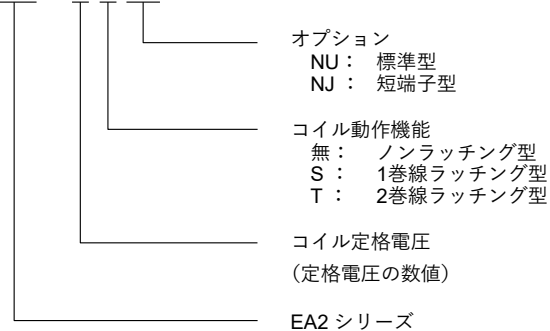 オプション
NU： 標準型
NJ： 短端子型
コイル動作機能
無： ノンラッチング型
S： 1巻線ラッチング型
T： 2巻線ラッチング型
コイル定格電圧
（定格電圧の数値）
EA2 シリーズ